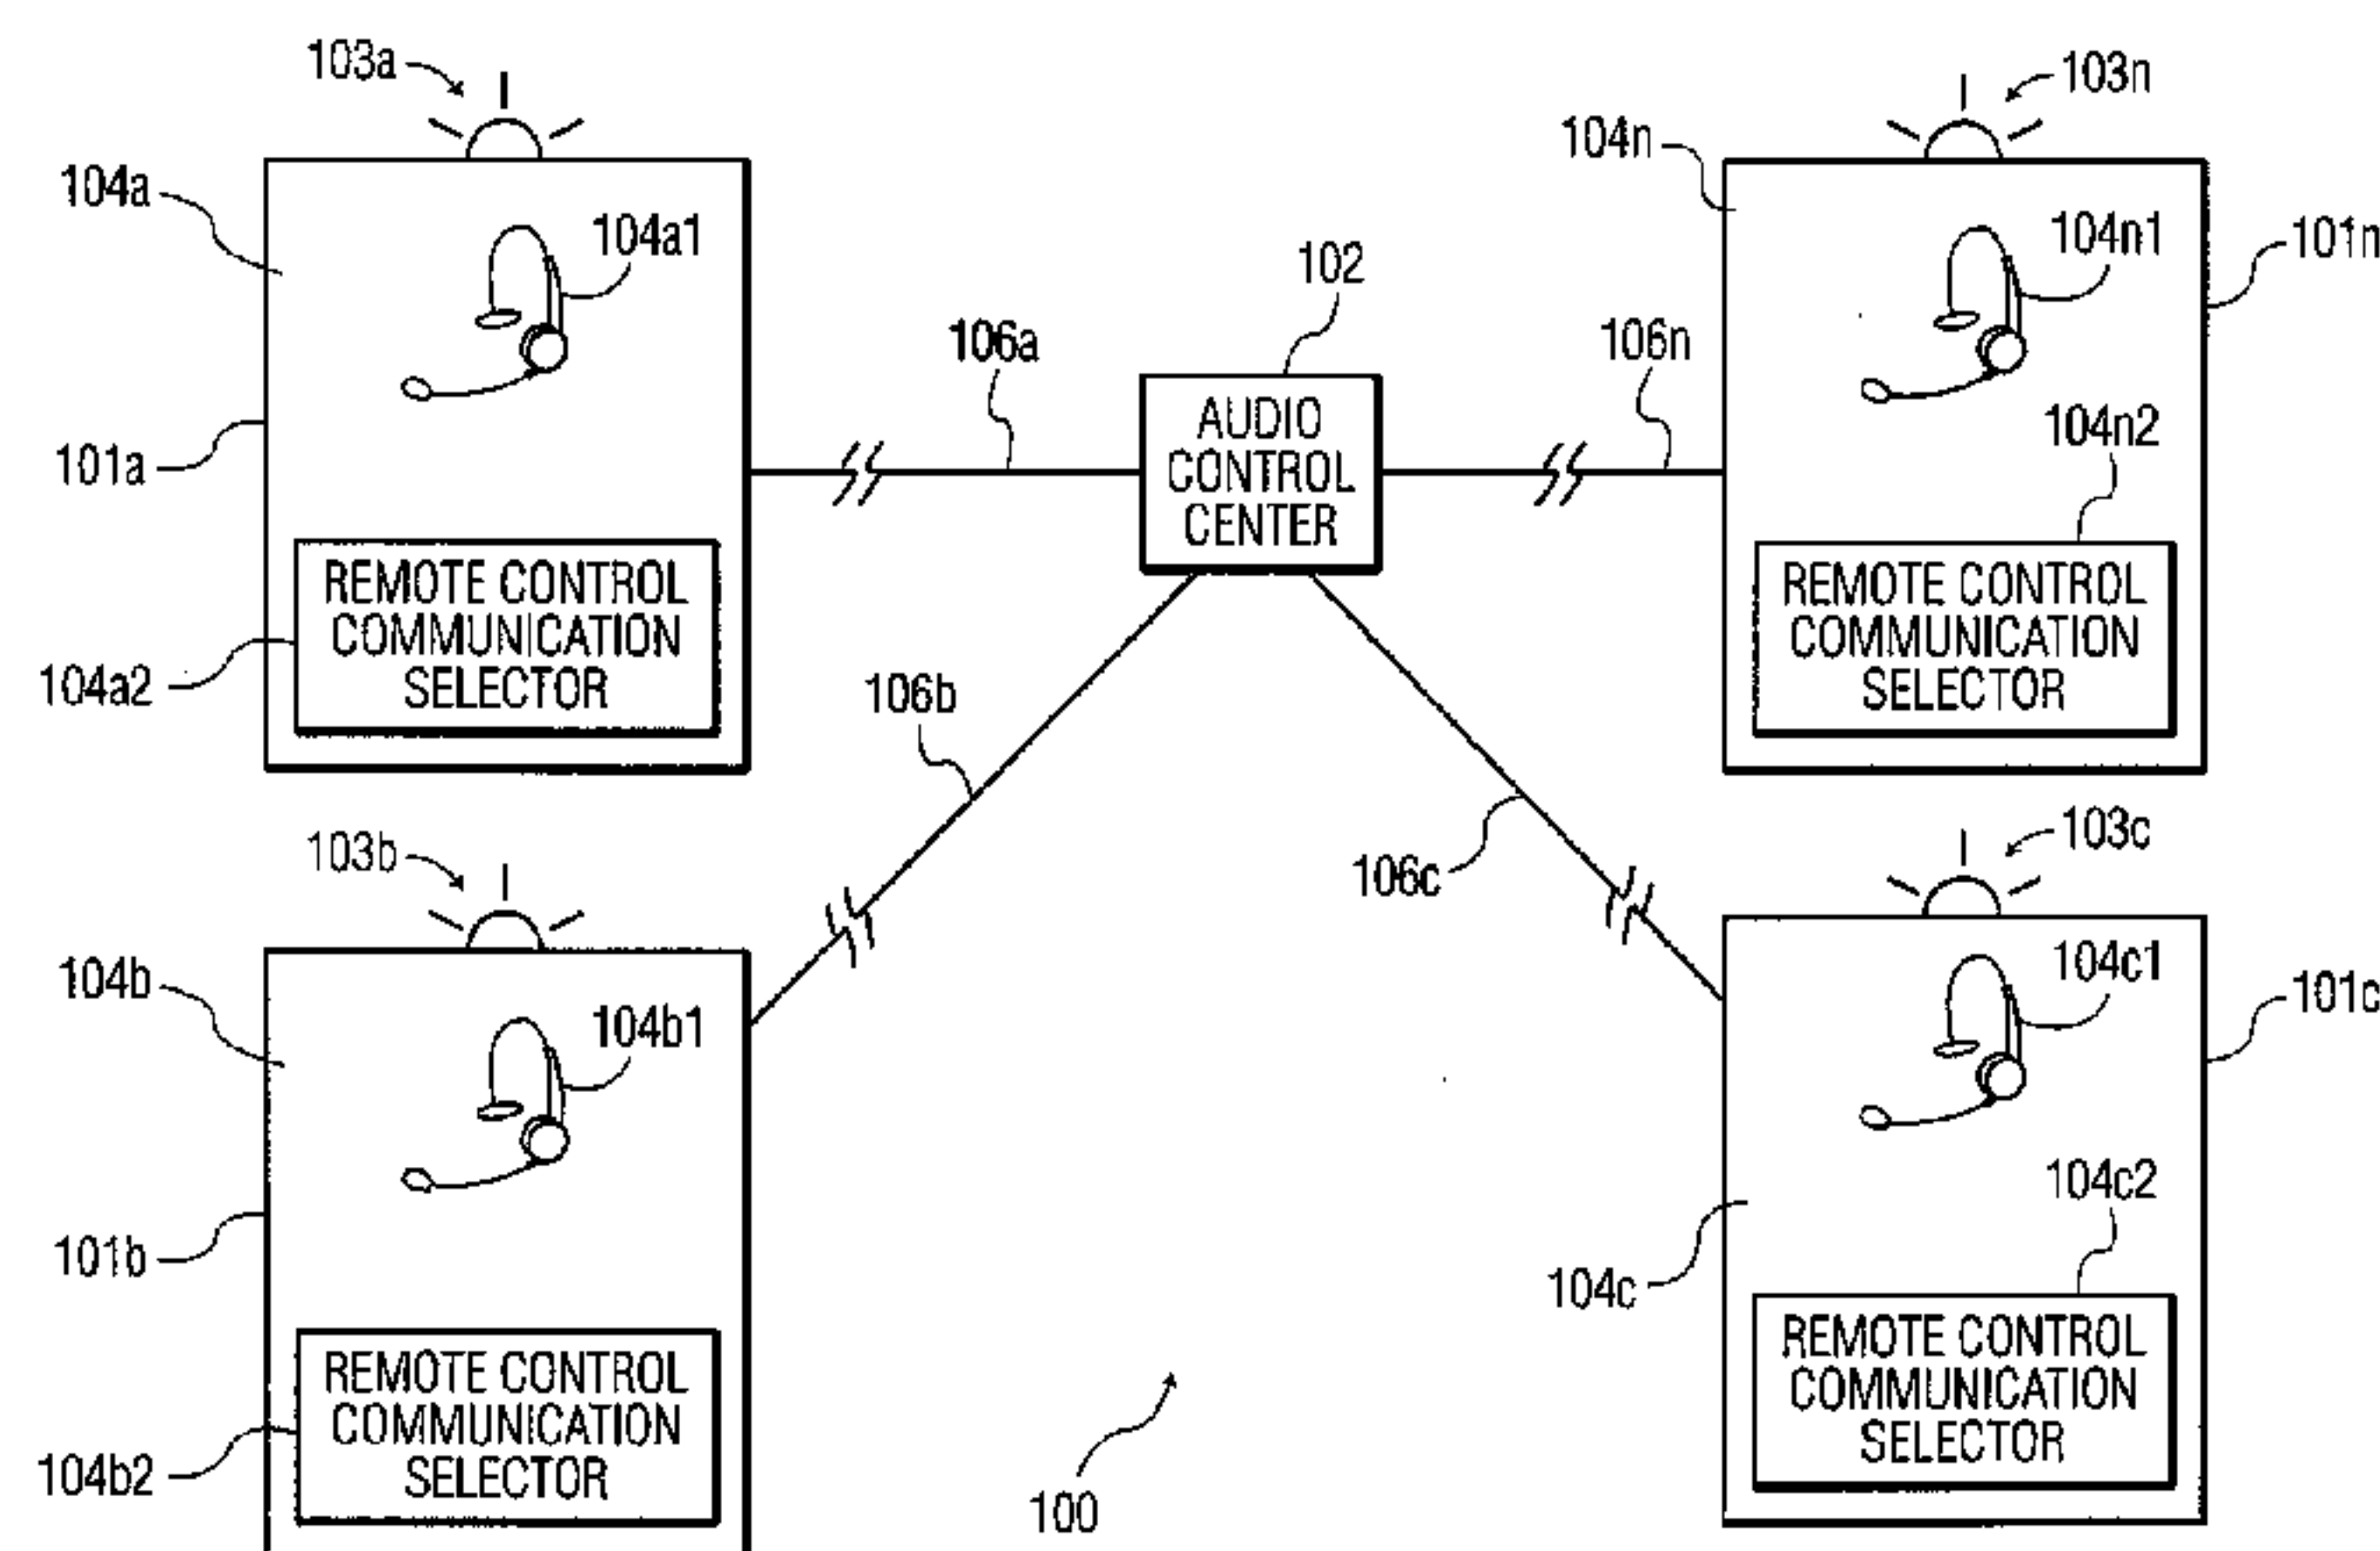 103a
104a
104a1
101a
REMOTE CONTROL
COMMUNICATION
SELECTOR
104a2
106a
102
AUDIO
CONTROL
CENTER
106n
103n
104n
104n1
101n
104n2
REMOTE CONTROL
COMMUNICATION
SELECTOR
106b
106c
103b
104b
104b1
101b
REMOTE CONTROL
COMMUNICATION
SELECTOR
104b2
103c
104c1
101c
104c2
104c
REMOTE CONTROL
COMMUNICATION
SELECTOR
100